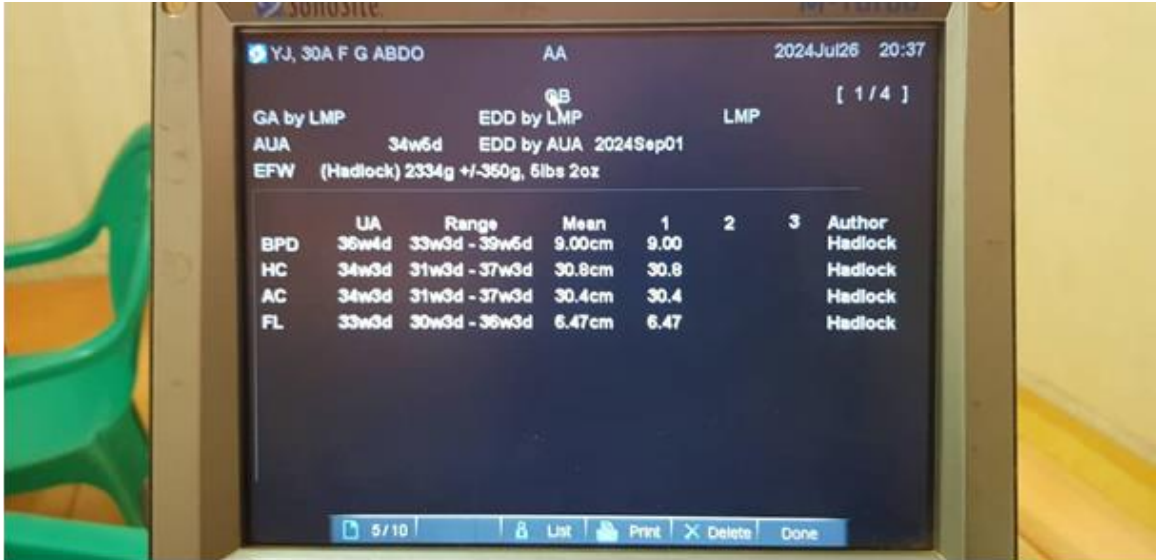 SonoSite M-Turbo
YJ, 30A F G ABDO AA 2024Jul26 20:37
GB [ 1/4 ]
GA by LMP EDD by LMP LMP
AUA 34w5d EDD by AUA 2024Sep01
EFW (Hadlock) 2334g +/-350g, 5lbs 2oz
UA Range Mean 1 2 3 Author
BPD 36w4d 33w3d - 39w5d 9.00cm 9.00 Hadlock
HC 34w3d 31w3d - 37w3d 30.8cm 30.8 Hadlock
AC 34w3d 31w3d - 37w3d 30.4cm 30.4 Hadlock
FL 33w3d 30w3d - 36w3d 6.47cm 6.47 Hadlock
5/10 List Print Delete Done